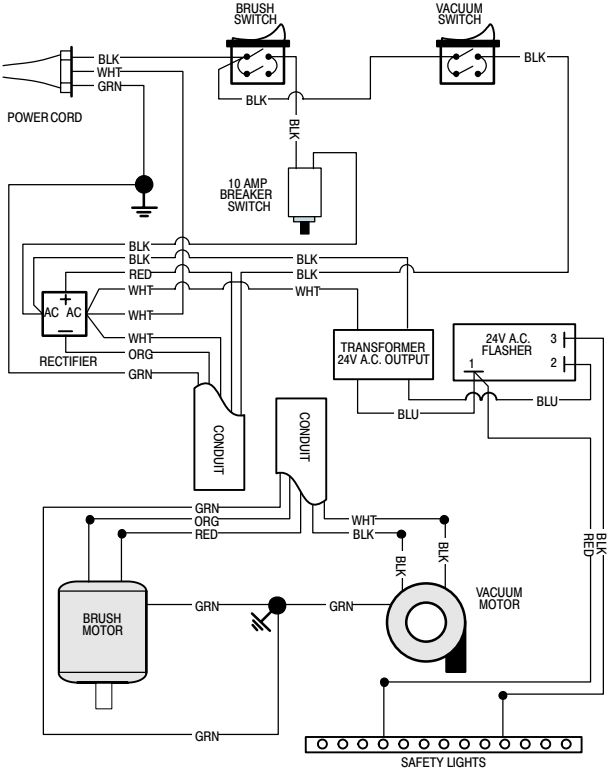 BRUSH
SWITCH
VACUUM
SWITCH
BLK
WHT
GRN
POWER CORD
BLK
BLK
BLK
10 AMP
BREAKER
SWITCH
BLK
BLK
RED
WHT
BLK
BLK
WHT
+
AC AC
–
WHT
WHT
ORG
GRN
RECTIFIER
TRANSFORMER
24V A.C. OUTPUT
24V A.C.
FLASHER
3
2
1
BLU
BLU
CONDUIT
CONDUIT
GRN
ORG
RED
WHT
BLK
BLK
BLK
RED
BLK
BRUSH
MOTOR
GRN
GRN
VACUUM
MOTOR
GRN
SAFETY LIGHTS